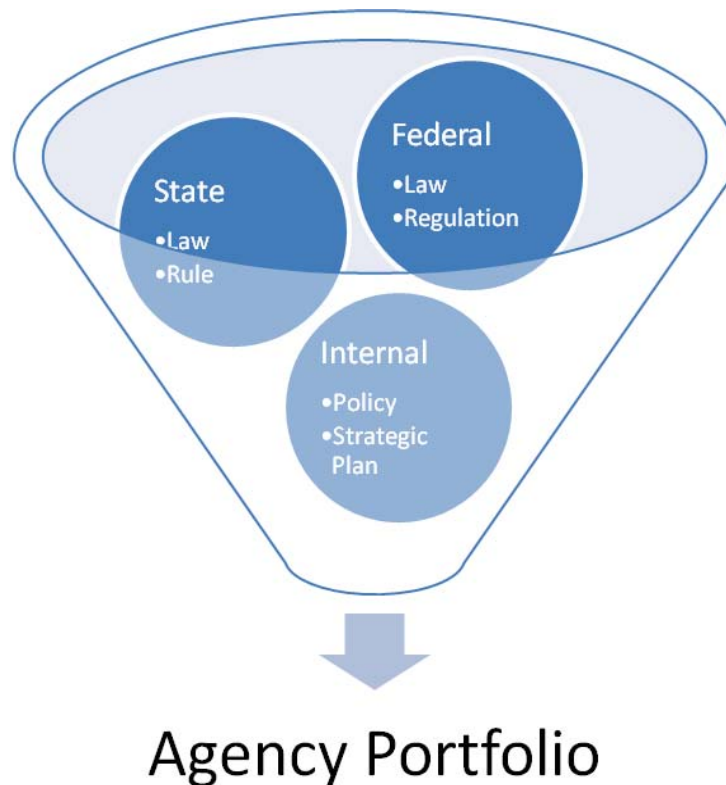 Federal
•Law
•Regulation
State
•Law
•Rule
Internal
•Policy
•Strategic
Plan
Agency Portfolio